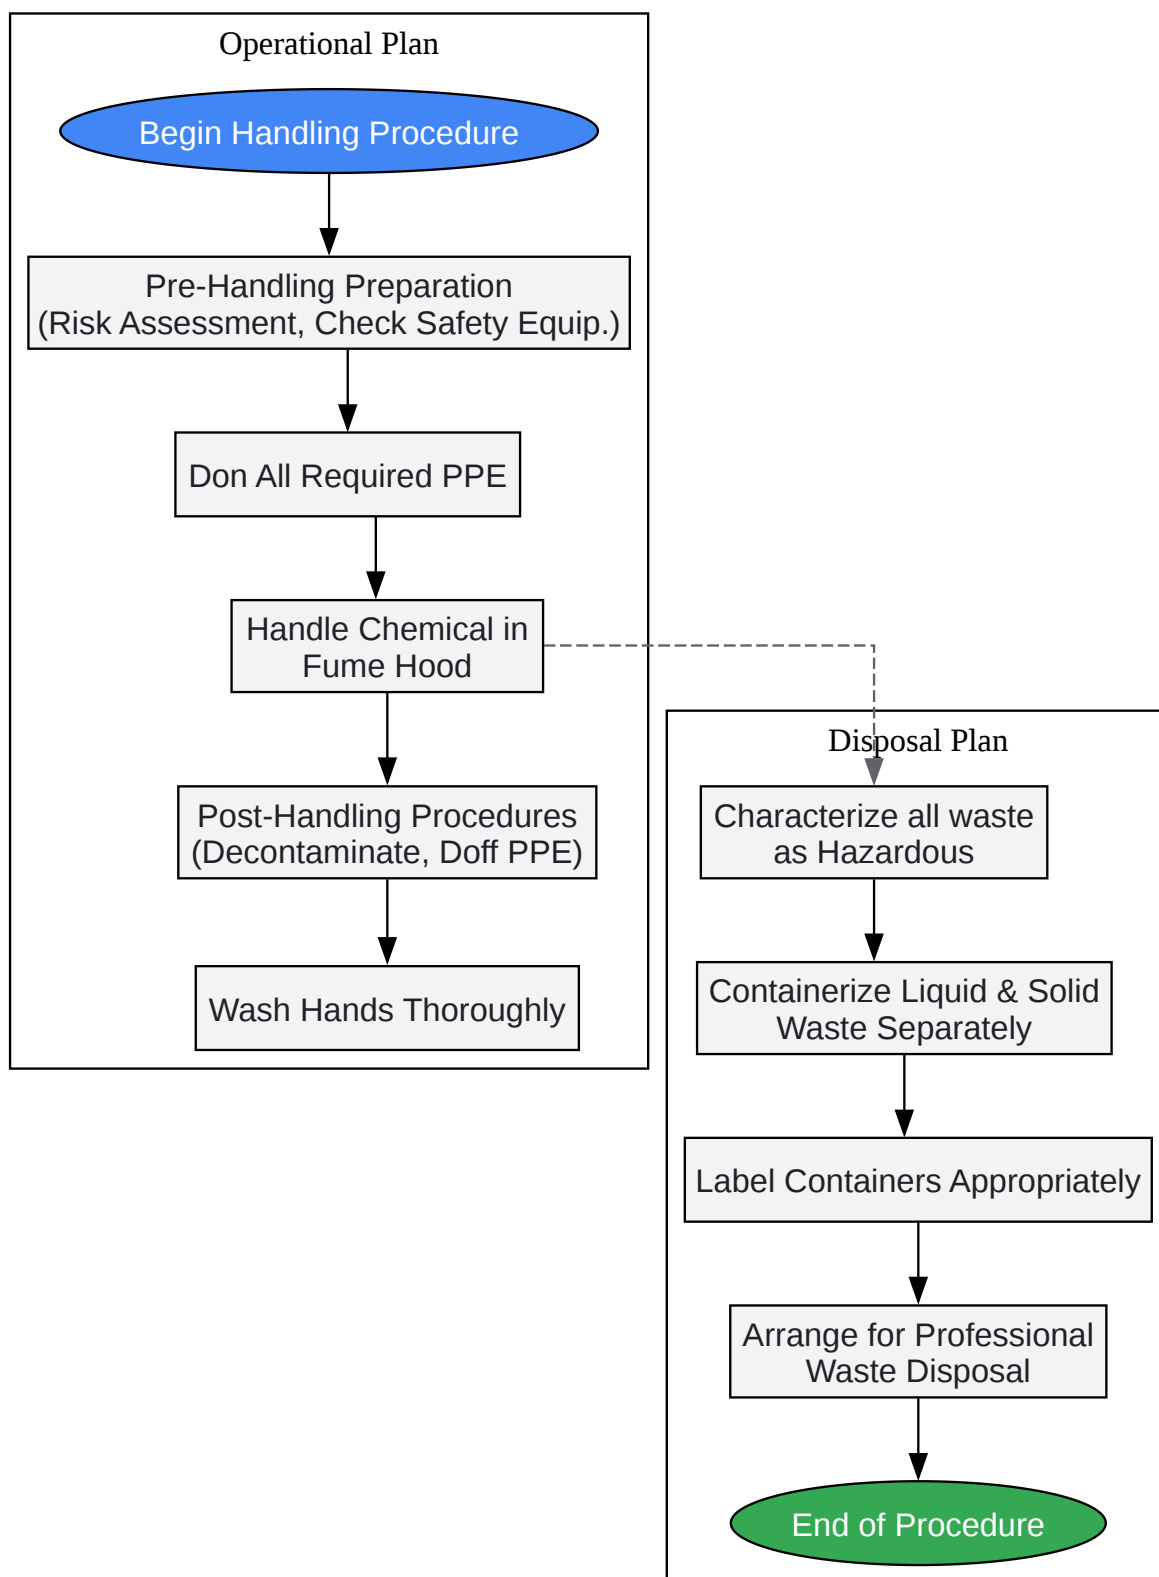 Operational Plan
Begin Handling Procedure
Pre-Handling Preparation
(Risk Assessment, Check Safety Equip.)
Don All Required PPE
Handle Chemical in
Fume Hood
Post-Handling Procedures
(Decontaminate, Doff PPE)
Wash Hands Thoroughly
Disposal Plan
Characterize all waste
as Hazardous
Containerize Liquid & Solid
Waste Separately
Label Containers Appropriately
Arrange for Professional
Waste Disposal
End of Procedure